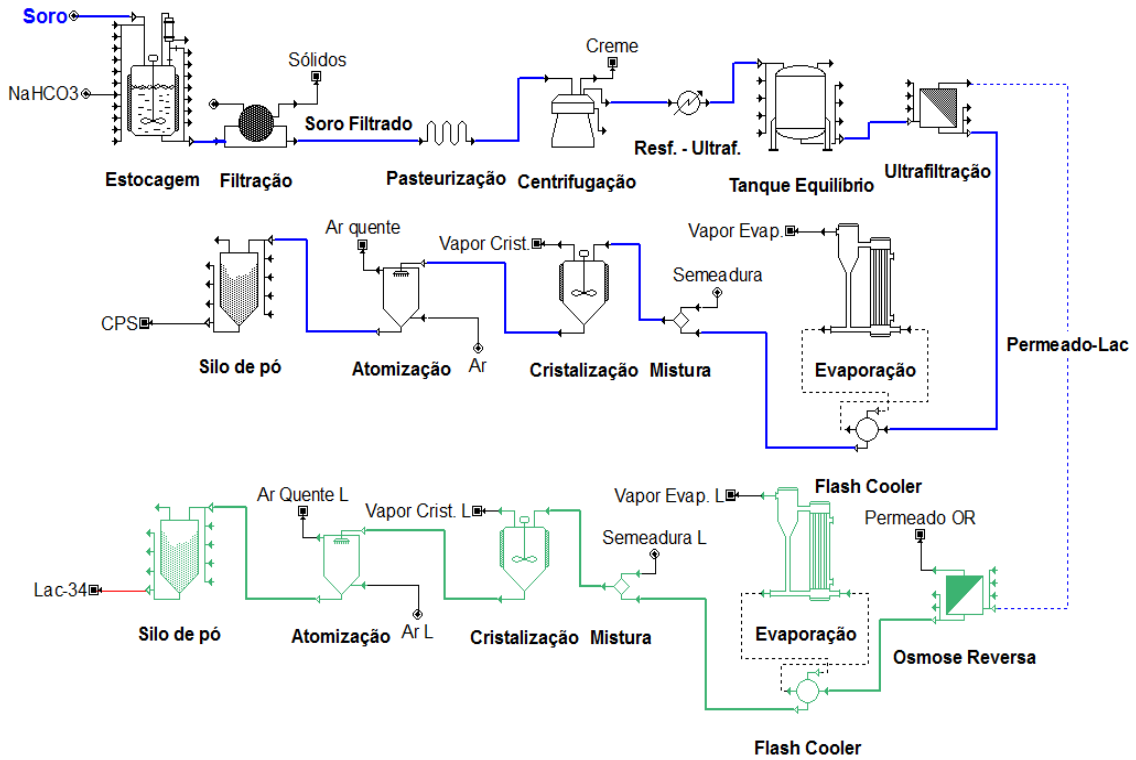 Soro
NaHCO3
Sólidos
Creme
Soro Filtrado
Resf. - Ultraf.
Estocagem
Filtração
Pasteurização
Centrifugação
Tanque Equilíbrio
Ultrafiltração
Ar quente
Vapor Crist.
Vapor Evap.
Semeadura
CPS
Permeado-Lac
Silo de pó
Atomização
Ar
Cristalização
Mistura
Evaporação
Flash Cooler
Ar Quente L
Vapor Crist. L
Vapor Evap. L
Permeado OR
Semeadura L
Lac-34
Silo de pó
Atomização
Ar L
Cristalização
Mistura
Evaporação
Osmose Reversa
Flash Cooler